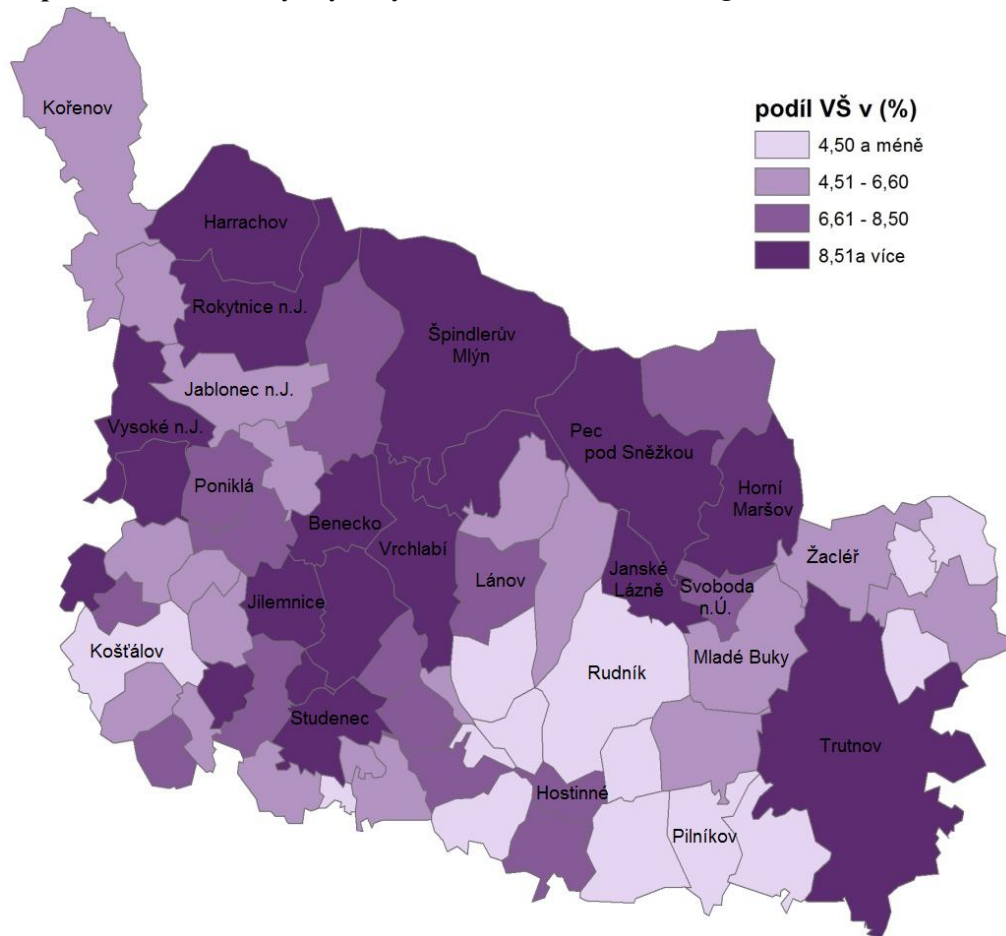 Kořenov
podíl VŠ v (%)
4,50 a méně
4,51 - 6,60
6,61 - 8,50
8,51a více
Harrachov
Rokytnice n.J.
Špindlerův
Mlýn
Jablonec n.J.
Vysoké n.J.
Pec
pod Sněžkou
Poniklá
Horní
Maršov
Benecko
Vrchlabí
Žacléř
Lánov
Janské
Lázně
Svoboda
n.Ú.
Jilemnice
Košťálov
Mladé Buky
Rudník
Studenec
Trutnov
Hostinné
Pilníkov